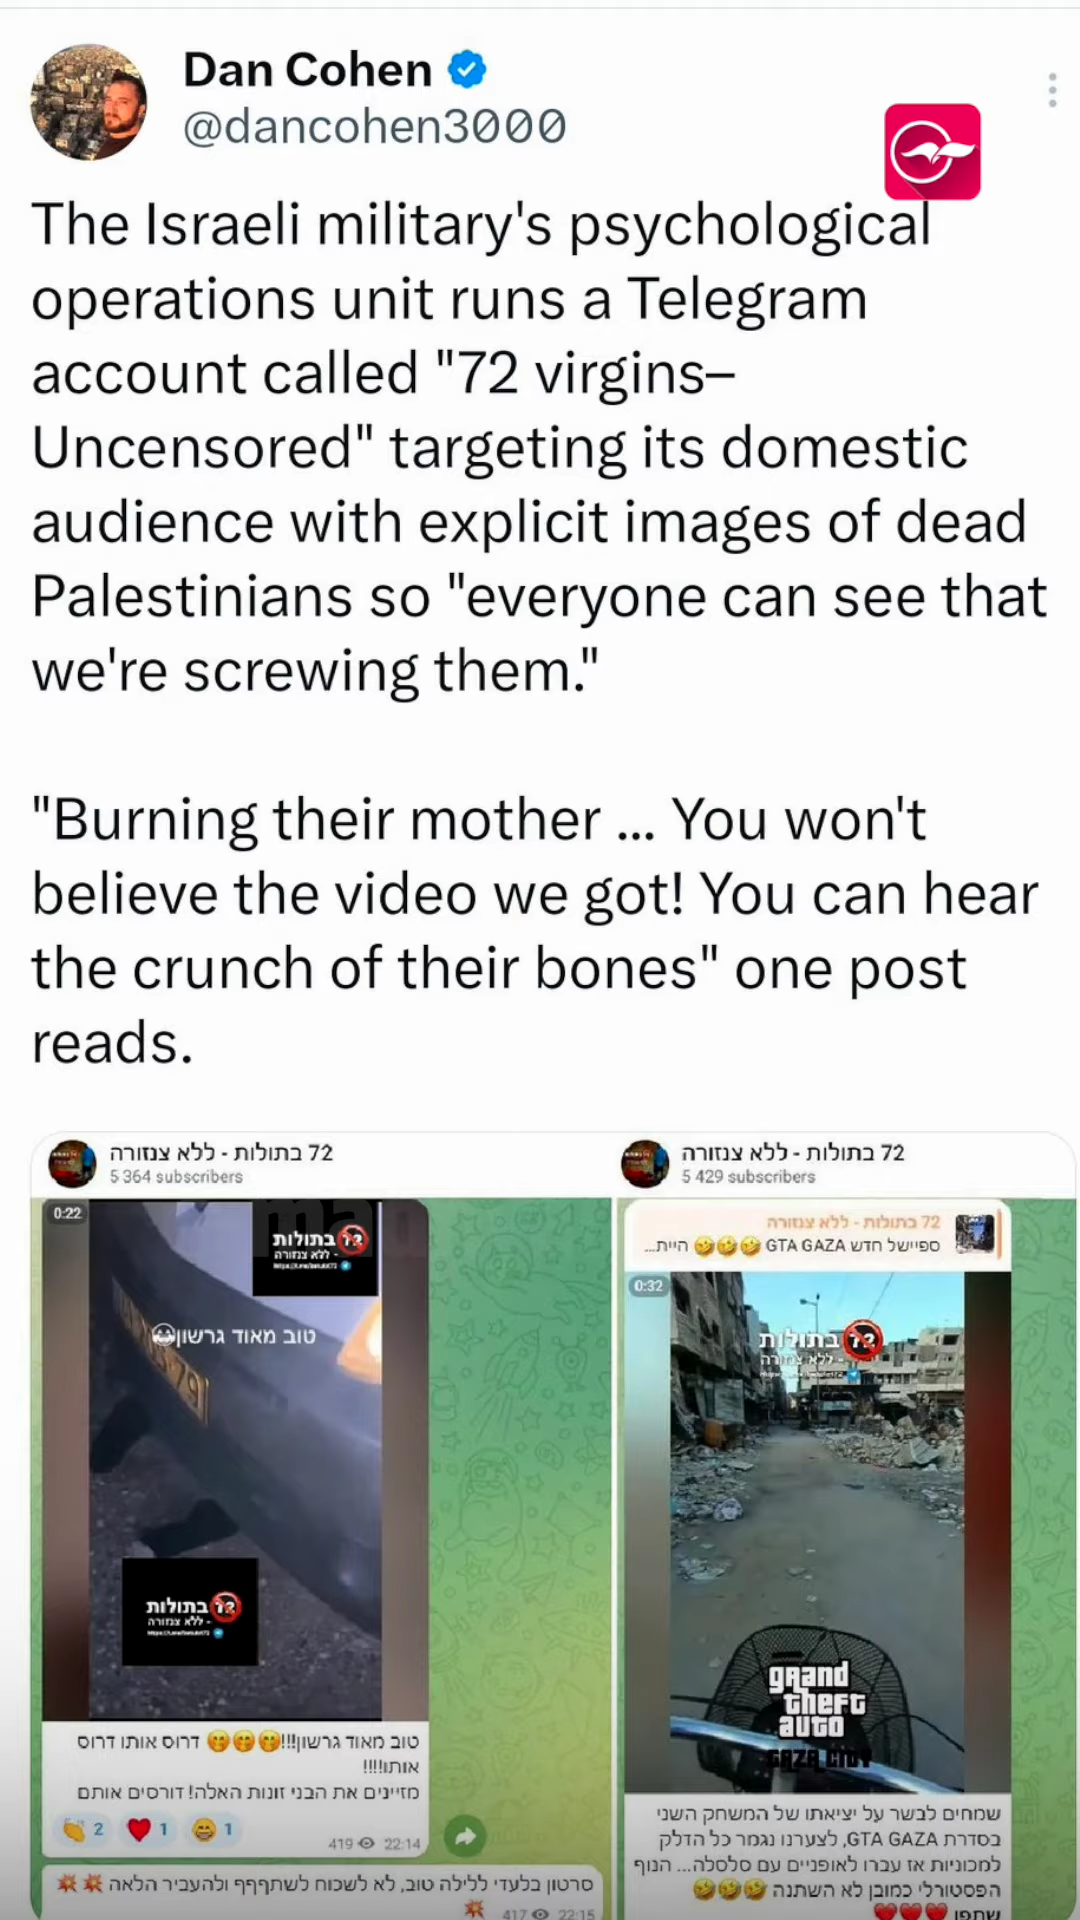 Dan Cohen
@dancohen3000
The Israeli military's psychological
operations unit runs a Telegram
account called "72 virgins–
Uncensored" targeting its domestic
audience with explicit images of dead
Palestinians so "everyone can see that
we're screwing them."
"Burning their mother ... You won't
believe the video we got! You can hear
the crunch of their bones" one post
reads.
72 בתולות - ללא צנזורה
5 364 subscribers
0:22
72 בתולות
- ללא צנזורה
https://t.me/batulot72
טוב מאוד גרשון😀
72 בתולות
- ללא צנזורה
טוב מאוד גרשון!!!🤭🤭🤭 דרוס אותו דרוס
אותו!!!!
מזיינים את הבני זונות האלה! דורסים אותם
👏 2 ❤️ 1 😂 1
419 22:14
סרטון בלעדי ללילה טוב, לא לשכוח לשתףףף ולהעביר הלאה 💥💥
💥
417 22:15
72 בתולות - ללא צנזורה
5 429 subscribers
72 בתולות - ללא צנזורה
ספיישל חדש GTA GAZA 🤣🤣🤣 היית...
0:32
72 בתולות
- ללא צנזורה
grand
theft
auto
GAZA CITY
שמחים לבשר על יציאתו של המשחק השני
בסדרת GTA GAZA, לצערנו נגמר כל הדלק
למכוניות אז עברו לאופניים עם סלסלה... הנוף
הפסטורלי כמובן לא השתנה 🤣🤣🤣
שתפו ❤️❤️❤️